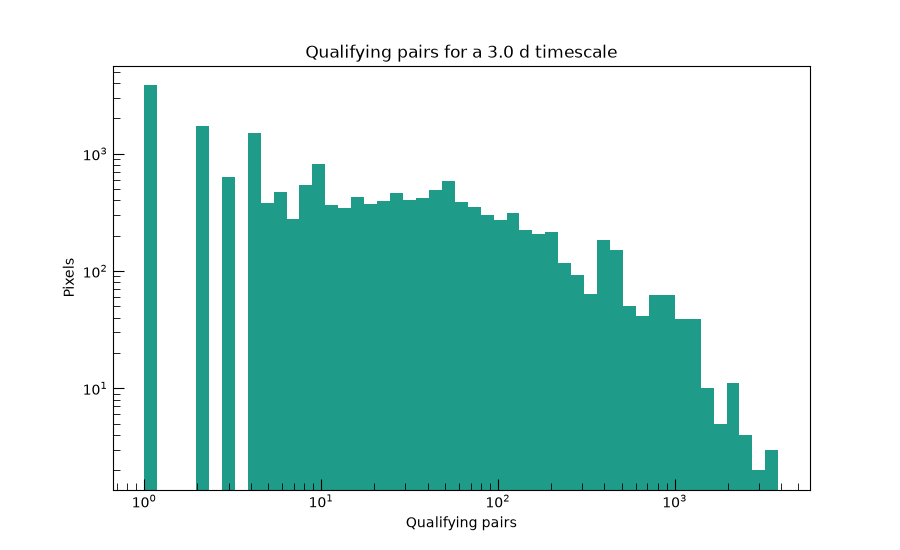 Qualifying pairs for a 3.0 d timescale
Pixels
10³
10²
10¹
10⁰ 10¹ 10² 10³
Qualifying pairs